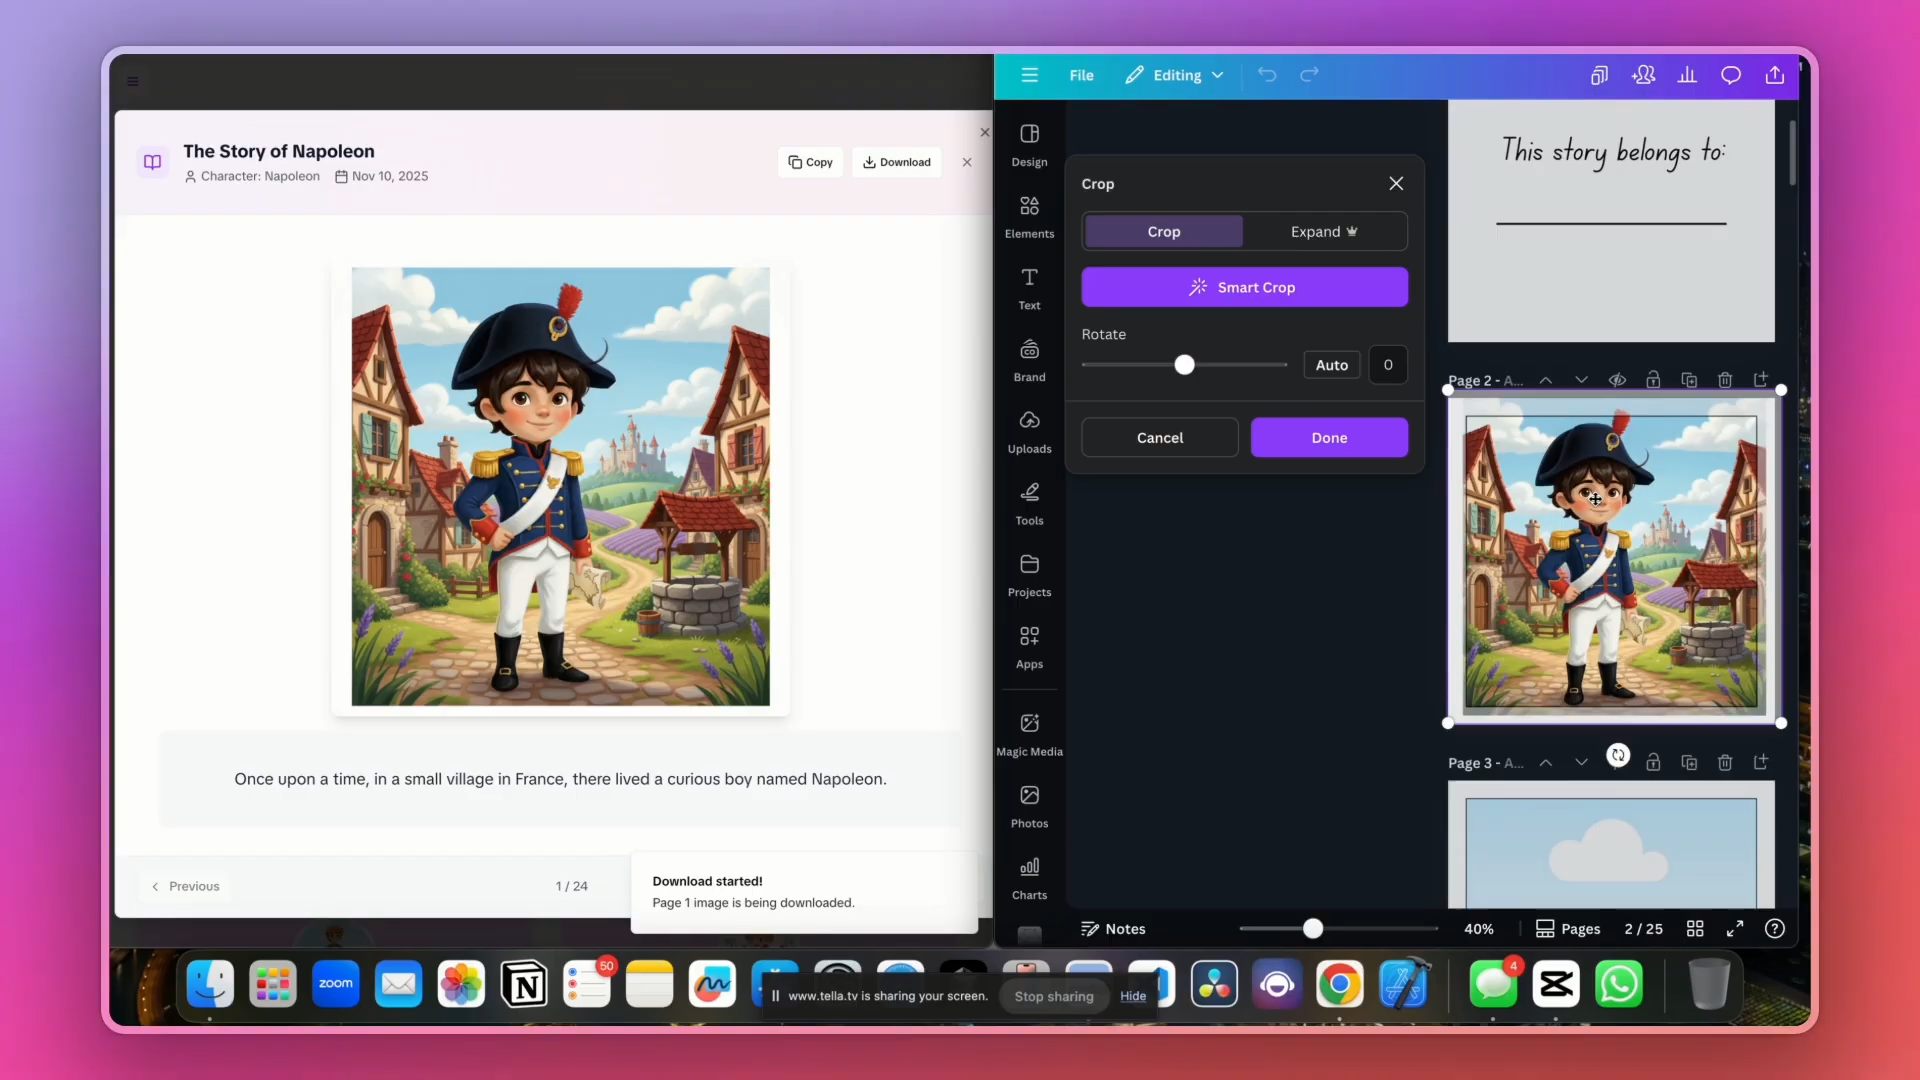 The Story of Napoleon
Character: Napoleon
Nov 10, 2025
Copy
Download
Once upon a time, in a small village in France, there lived a curious boy named Napoleon.
Previous
1 / 24
Download started!
Page 1 image is being downloaded.
File
Editing
Design
Elements
Text
Brand
Uploads
Tools
Projects
Apps
Magic Media
Photos
Charts
Crop
Crop
Expand
Smart Crop
Rotate
Auto
0
Cancel
Done
This story belongs to:
Page 2 - A...
Page 3 - A...
Notes
40%
Pages
2 / 25
zoom
50
4
www.tella.tv is sharing your screen.
Stop sharing
Hide